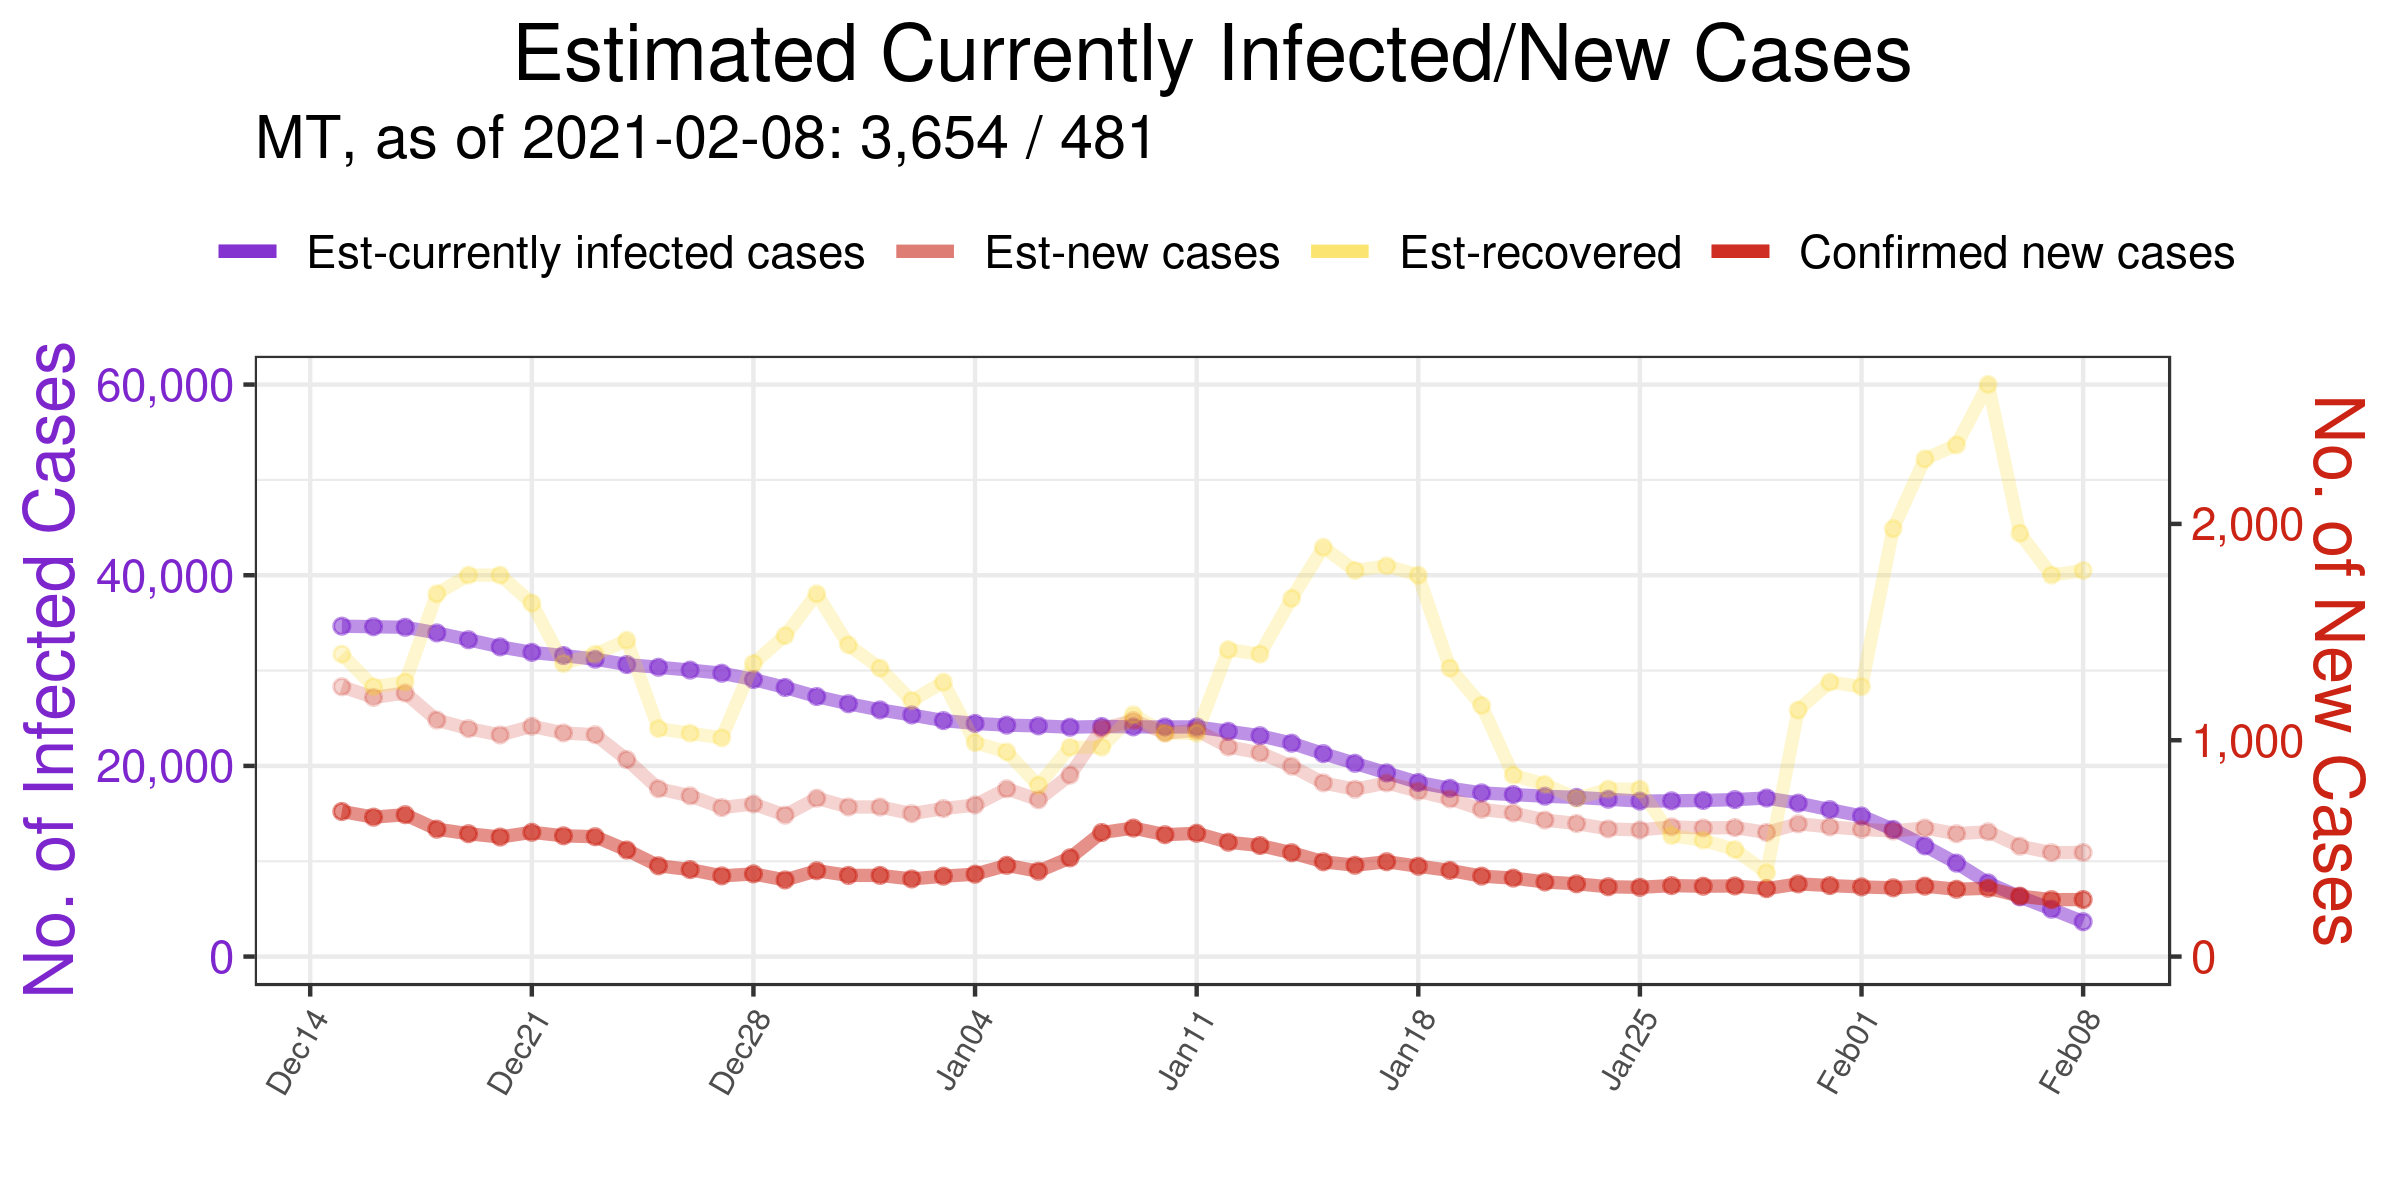 Estimated Currently Infected/New Cases
MT, as of 2021-02-08: 3,654 / 481
Est-currently infected cases Est-new cases Est-recovered Confirmed new cases
No. of Infected Cases
60,000
40,000
20,000
0
No. of New Cases
2,000
1,000
0
Dec14 Dec21 Dec28 Jan04 Jan11 Jan18 Jan25 Feb01 Feb08